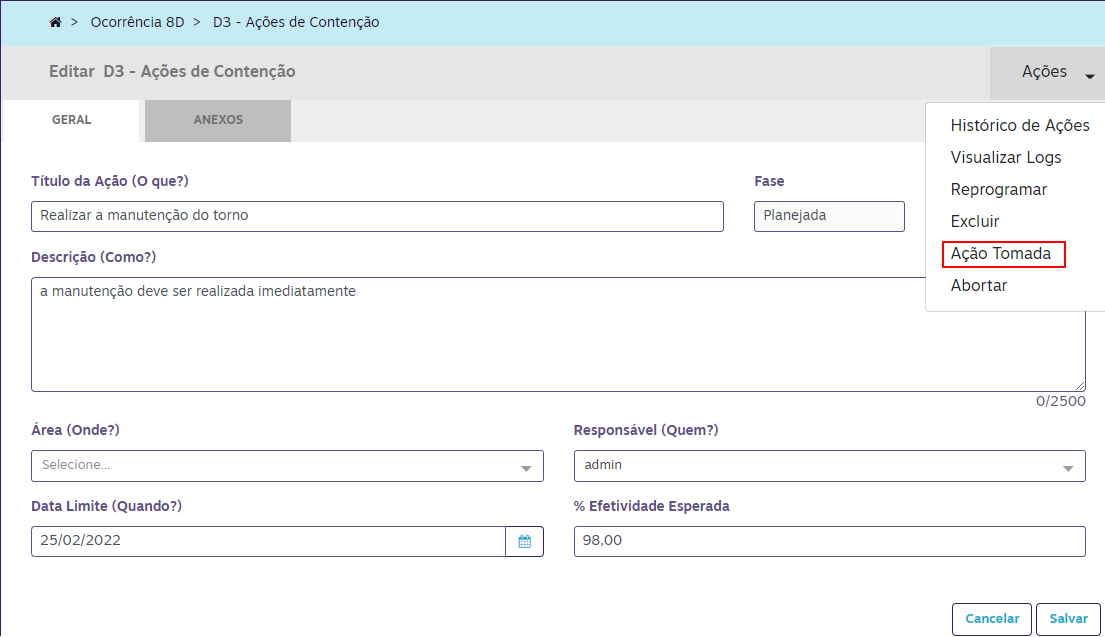 > Ocorrência 8D > D3 - Ações de Contenção
Editar D3 - Ações de Contenção
Ações
GERAL
ANEXOS
Histórico de Ações
Visualizar Logs
Reprogramar
Excluir
Ação Tomada
Abortar
Título da Ação (O que?)
Realizar a manutenção do torno
Fase
Planejada
Descrição (Como?)
a manutenção deve ser realizada imediatamente
0/2500
Área (Onde?)
Selecione...
Responsável (Quem?)
admin
Data Limite (Quando?)
25/02/2022
% Efetividade Esperada
98,00
Cancelar
Salvar